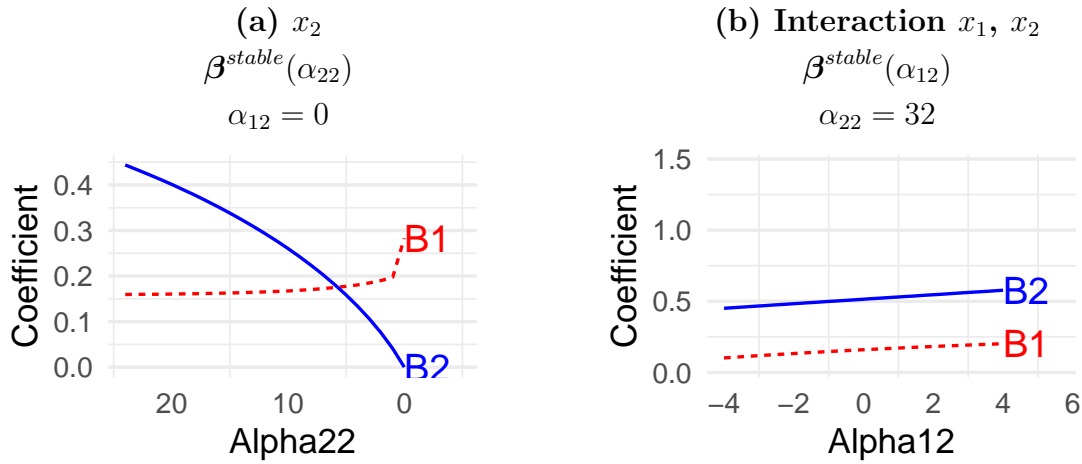 (a) x₂
β^stable(α₂₂)
α₁₂ = 0
Coefficient
0.4
0.3
0.2
0.1
0.0
B1
B2
20 10 0
Alpha22
(b) Interaction x₁, x₂
β^stable(α₁₂)
α₂₂ = 32
Coefficient
1.5
1.0
0.5
0.0
B2
B1
−4 −2 0 2 4 6
Alpha12